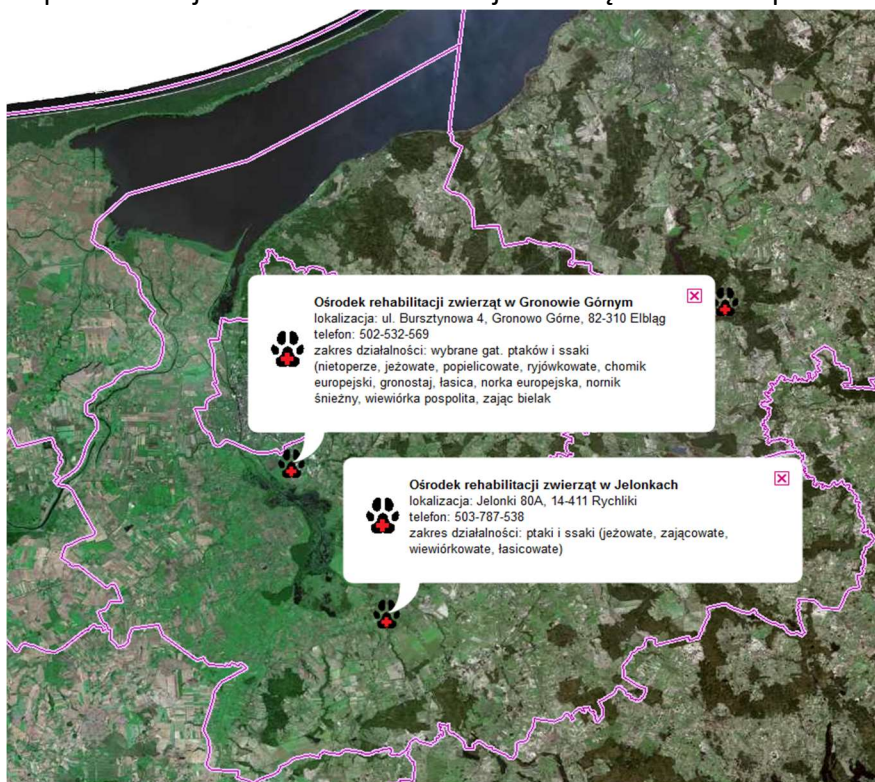 Ośrodek rehabilitacji zwierząt w Gronowie Górnym
lokalizacja: ul. Bursztynowa 4, Gronowo Górne, 82-310 Elbląg
telefon: 502-532-569
zakres działalności: wybrane gat. ptaków i ssaki
(nietoperze, jeżowate, popielicowate, ryjówkowate, chomik
europejski, gronostaj, łasica, norka europejska, nornik
śnieżny, wiewiórka pospolita, zając bielak
Ośrodek rehabilitacji zwierząt w Jelonkach
lokalizacja: Jelonki 80A, 14-411 Rychliki
telefon: 503-787-538
zakres działalności: ptaki i ssaki (jeżowate, zającowate,
wiewiórkowate, łasicowate)